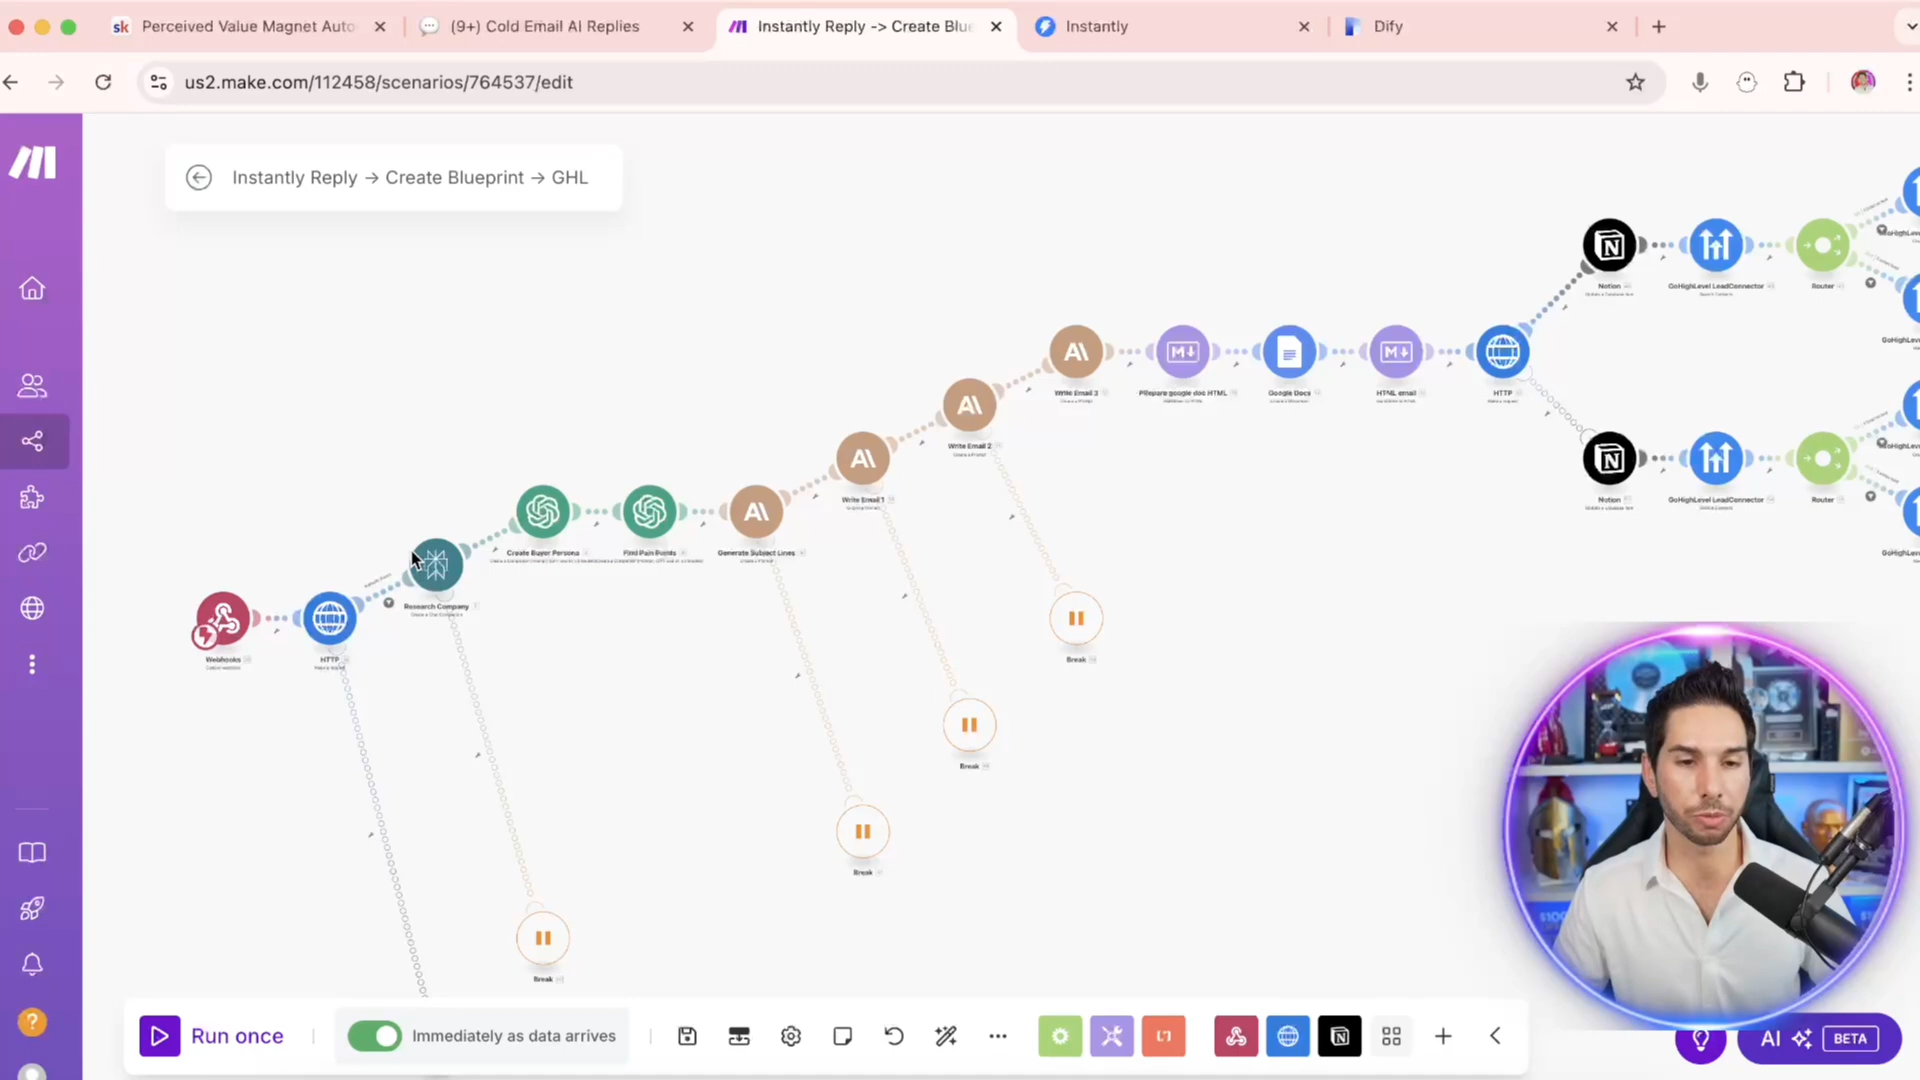 Perceived Value Magnet Auto
(9+) Cold Email AI Replies
Instantly Reply -> Create Blue
Instantly
Dify
us2.make.com/112458/scenarios/764537/edit
Instantly Reply → Create Blueprint → GHL
Notion
GoHighLevel LeadConnector
Router
Write Email 3
PRepare google doc HTML
Google Docs
HTML email
HTTP
Write Email 2
Notion
GoHighLevel LeadConnector
Router
Write Email 1
Create Buyer Persona
Find Pain Points
Generate Subject Lines
Research Company
Webhooks
HTTP
Break
Break
Break
Break
Run once
Immediately as data arrives
AI
BETA